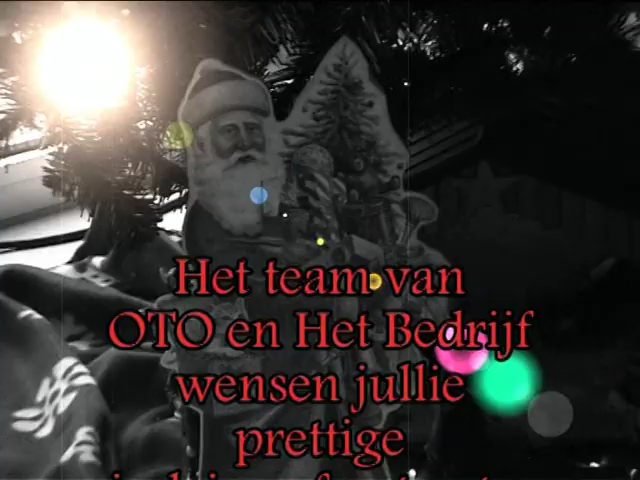 Het team van
OTO en Het Bedrijf
wensen jullie
prettige